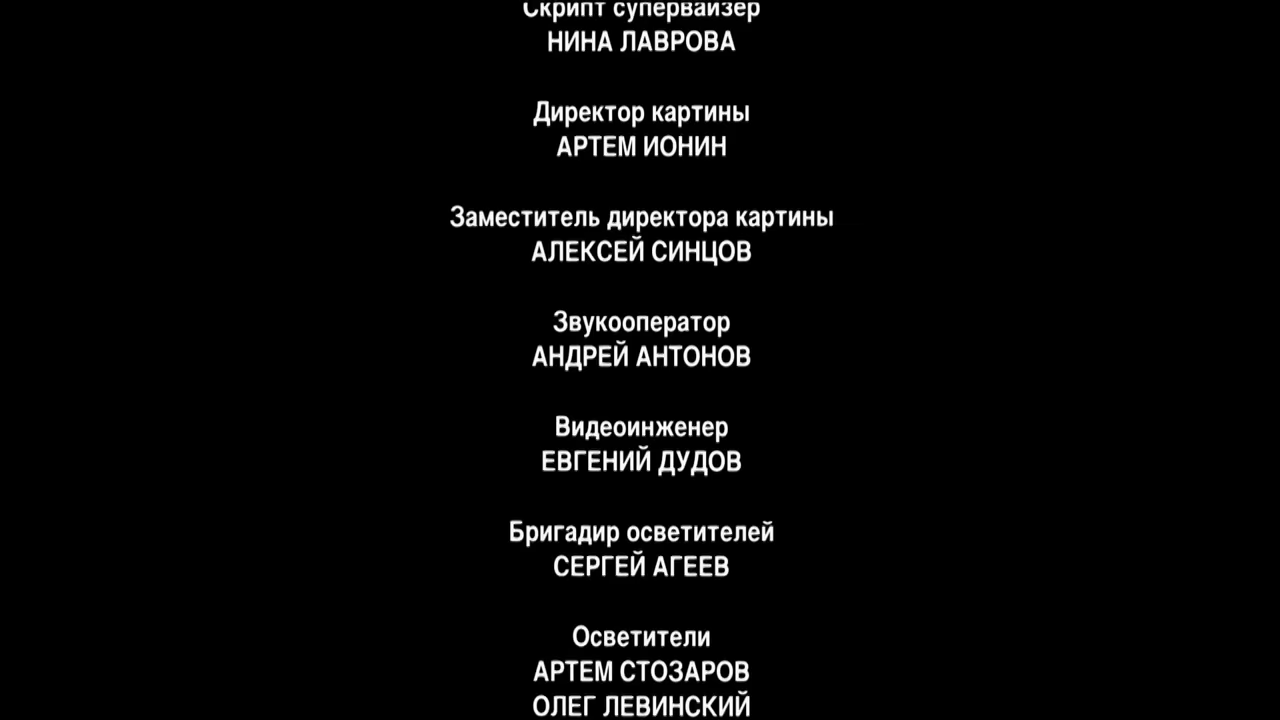 Скрипт супервайзер
НИНА ЛАВРОВА
Директор картины
АРТЕМ ИОНИН
Заместитель директора картины
АЛЕКСЕЙ СИНЦОВ
Звукооператор
АНДРЕЙ АНТОНОВ
Видеоинженер
ЕВГЕНИЙ ДУДОВ
Бригадир осветителей
СЕРГЕЙ АГЕЕВ
Осветители
АРТЕМ СТОЗАРОВ
ОЛЕГ ЛЕВИНСКИЙ